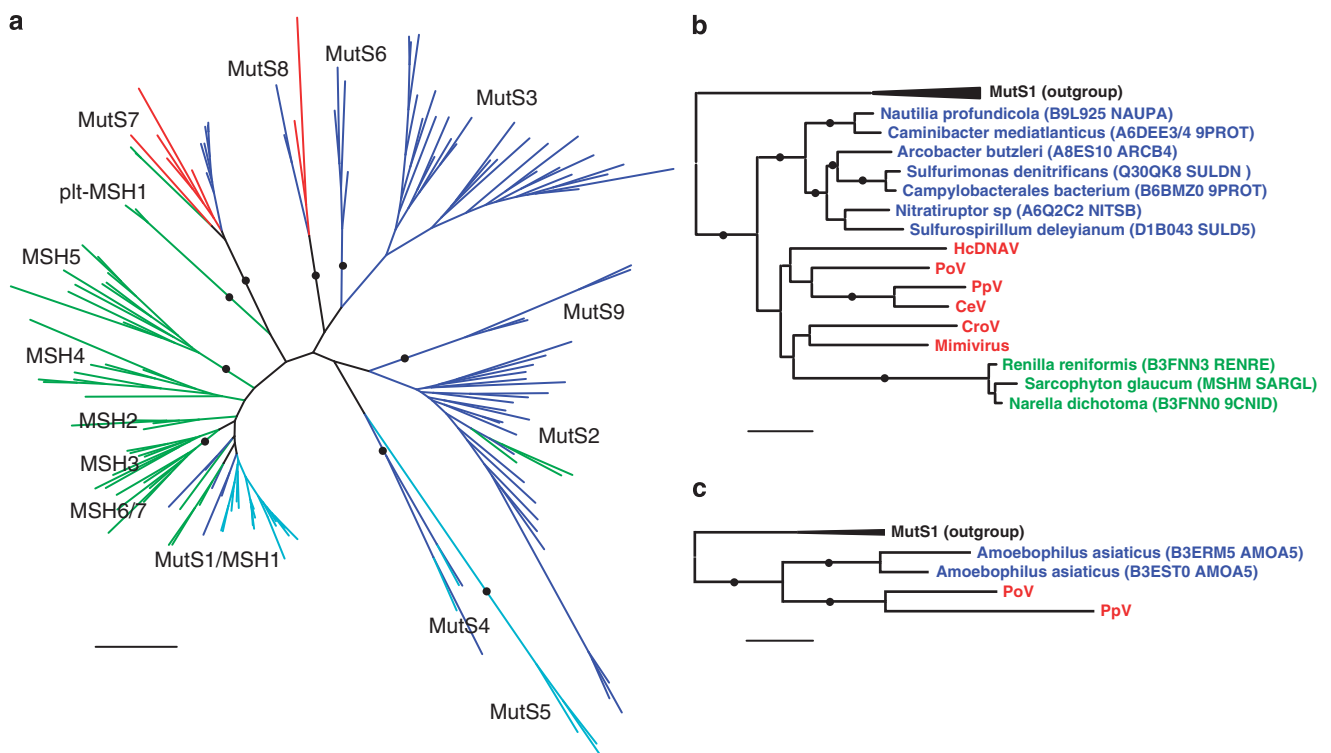 a
MutS8
MutS6
MutS3
MutS7
plt-MSH1
MSH5
MutS9
MSH4
MSH2
MutS2
MSH3
MSH6/7
MutS1/MSH1
MutS4
MutS5
b
MutS1 (outgroup)
Nautilia profundicola (B9L925 NAUPA)
Caminibacter mediatlanticus (A6DEE3/4 9PROT)
Arcobacter butzleri (A8ES10 ARCB4)
Sulfurimonas denitrificans (Q30QK8 SULDN )
Campylobacterales bacterium (B6BMZ0 9PROT)
Nitratiruptor sp (A6Q2C2 NITSB)
Sulfurospirillum deleyianum (D1B043 SULD5)
HcDNAV
PoV
PpV
CeV
CroV
Mimivirus
Renilla reniformis (B3FNN3 RENRE)
Sarcophyton glaucum (MSHM SARGL)
Narella dichotoma (B3FNN0 9CNID)
c
MutS1 (outgroup)
Amoebophilus asiaticus (B3ERM5 AMOA5)
Amoebophilus asiaticus (B3EST0 AMOA5)
PoV
PpV